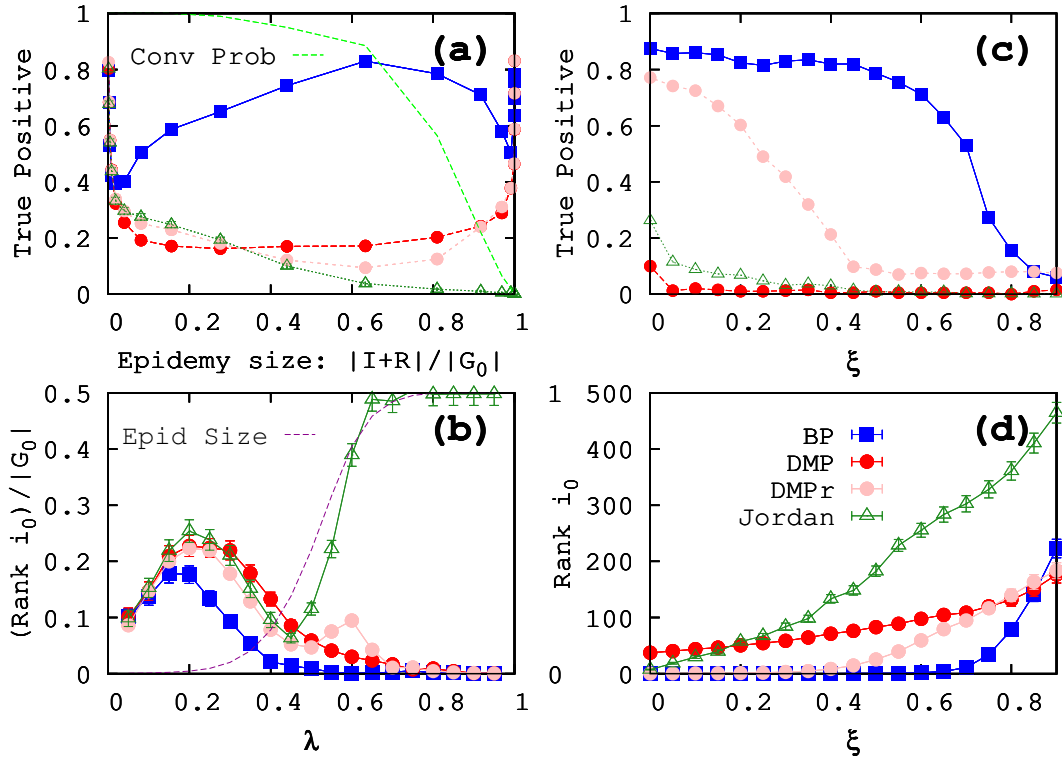 1
0.8
0.6
0.4
0.2
0
True Positive
Conv Prob
(a)
0 0.2 0.4 0.6 0.8 1
Epidemy size: |I+R|/|G₀|
1
0.8
0.6
0.4
0.2
0
True Positive
(c)
0 0.2 0.4 0.6 0.8
ξ
0.5
0.4
0.3
0.2
0.1
0
(Rank i₀)/|G₀|
Epid Size
(b)
1
0
0 0.2 0.4 0.6 0.8 1
λ
500
400
300
200
100
0
Rank i₀
(d)
BP
DMP
DMPr
Jordan
0 0.2 0.4 0.6 0.8
ξ